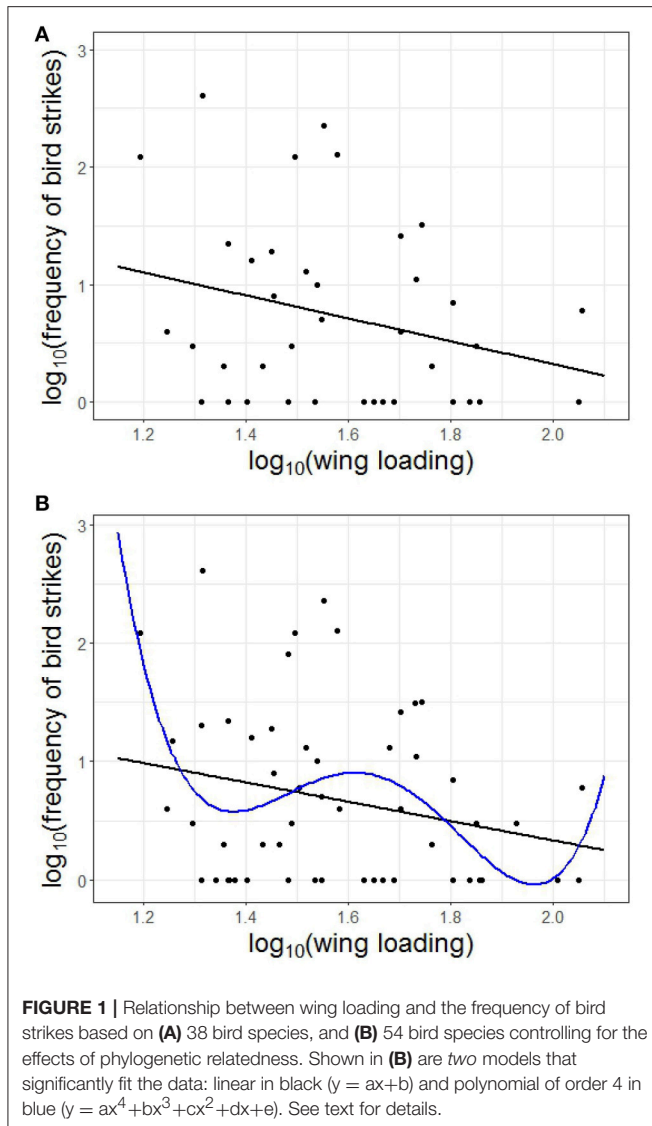 A
3
2
1
0
log₁₀(frequency of bird strikes)
1.2 1.4 1.6 1.8 2.0
log₁₀(wing loading)
B
3
2
1
0
log₁₀(frequency of bird strikes)
1.2 1.4 1.6 1.8 2.0
log₁₀(wing loading)
FIGURE 1 | Relationship between wing loading and the frequency of bird
strikes based on (A) 38 bird species, and (B) 54 bird species controlling for the
effects of phylogenetic relatedness. Shown in (B) are two models that
significantly fit the data: linear in black (y = ax+b) and polynomial of order 4 in
blue (y = ax⁴+bx³+cx²+dx+e). See text for details.